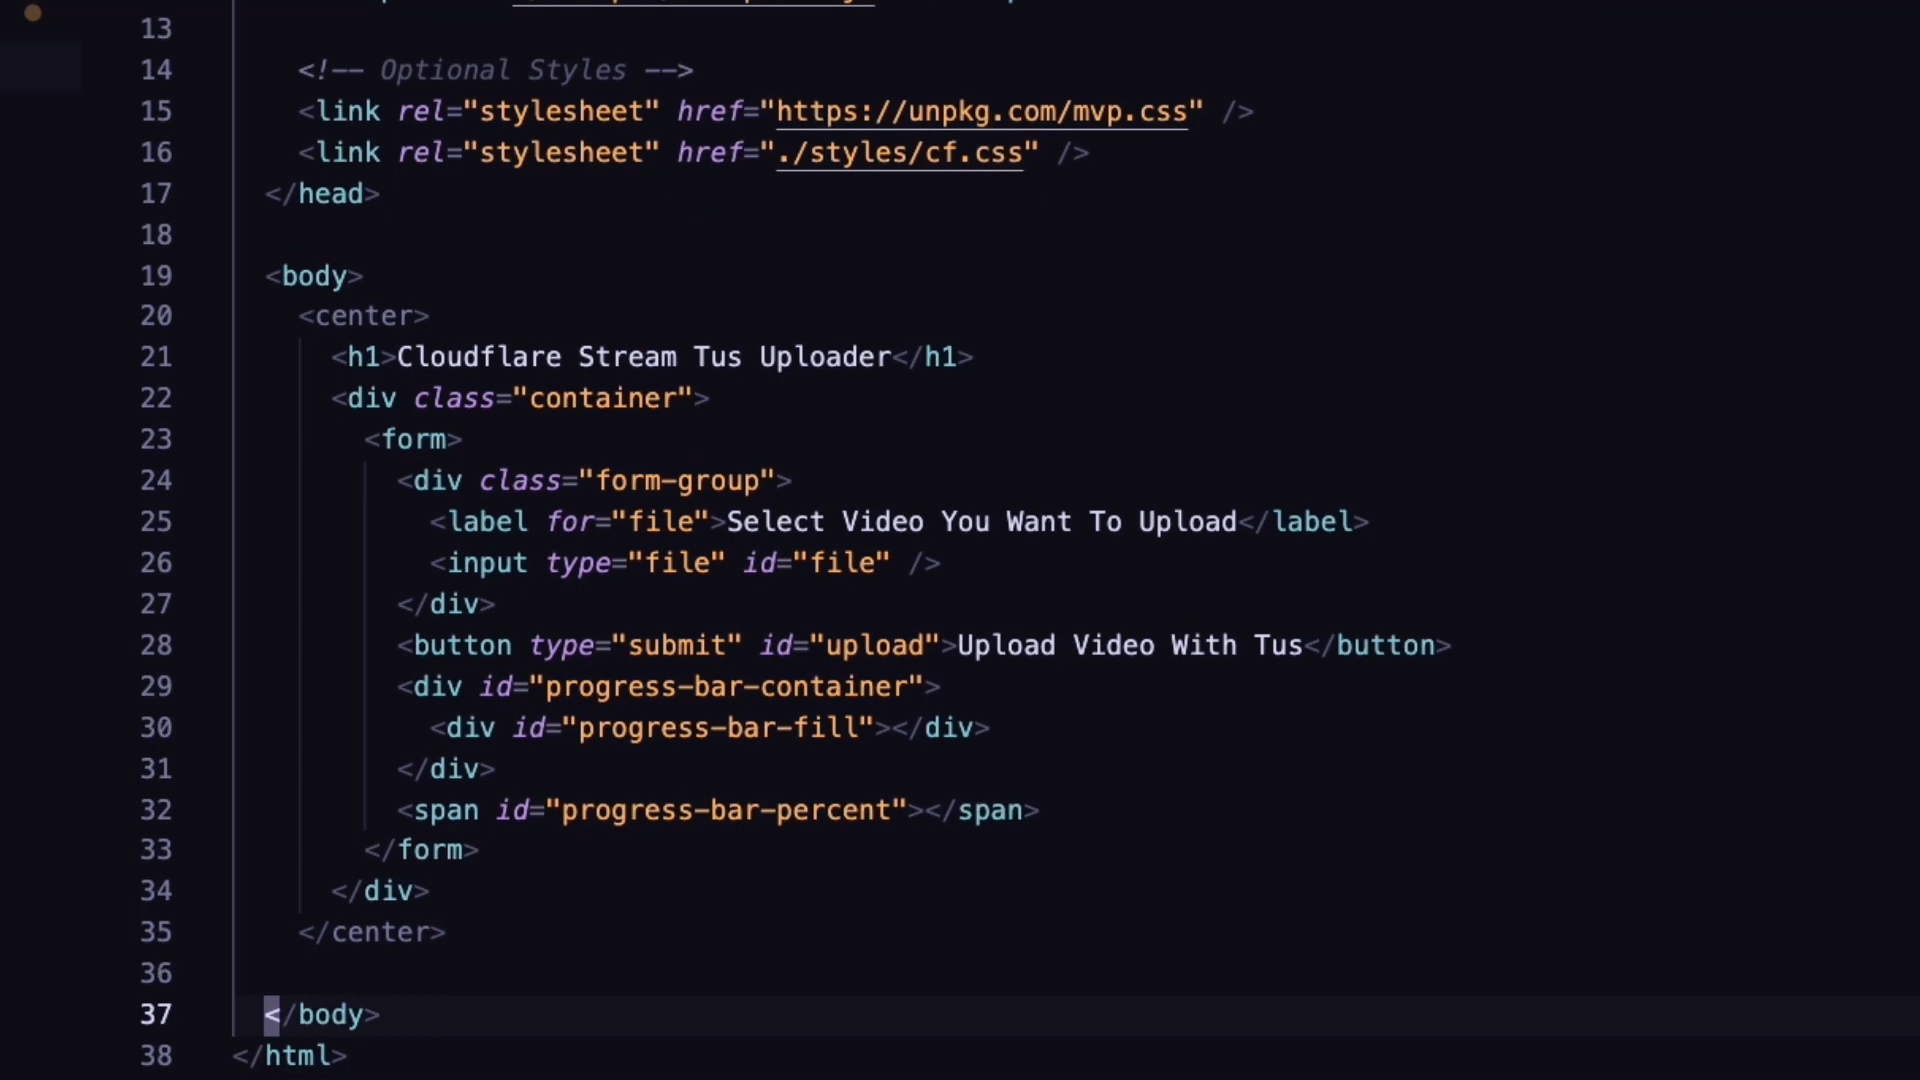 13
14 <!-- Optional Styles -->
15 <link rel="stylesheet" href="https://unpkg.com/mvp.css" />
16 <link rel="stylesheet" href="./styles/cf.css" />
17 </head>
18
19 <body>
20 <center>
21 <h1>Cloudflare Stream Tus Uploader</h1>
22 <div class="container">
23 <form>
24 <div class="form-group">
25 <label for="file">Select Video You Want To Upload</label>
26 <input type="file" id="file" />
27 </div>
28 <button type="submit" id="upload">Upload Video With Tus</button>
29 <div id="progress-bar-container">
30 <div id="progress-bar-fill"></div>
31 </div>
32 <span id="progress-bar-percent"></span>
33 </form>
34 </div>
35 </center>
36
37 </body>
38 </html>